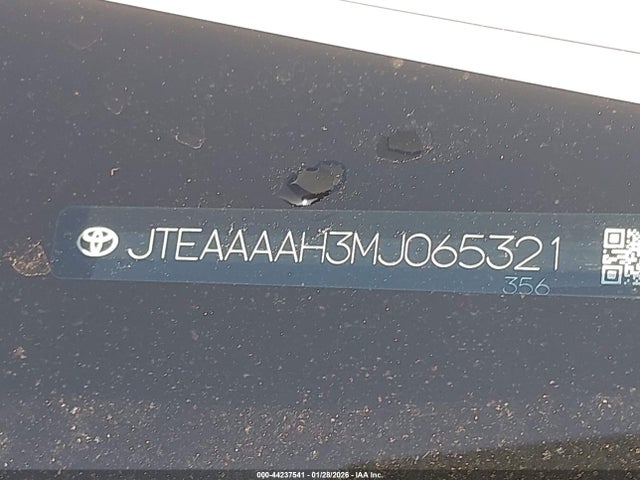 JTEAAAAH3MJ065321
356
000-44237541 - 01/28/2026 - IAA Inc.